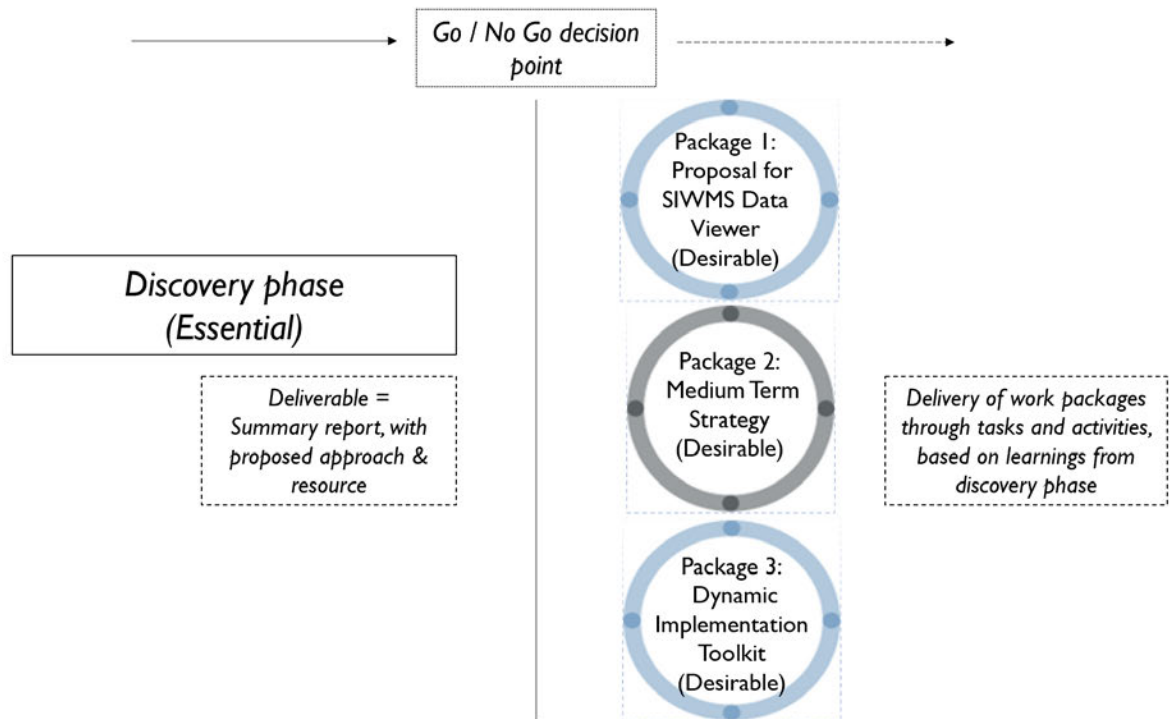 Go / No Go decision
point
Discovery phase
(Essential)
Deliverable =
Summary report, with
proposed approach &
resource
Package 1:
Proposal for
SIWMS Data
Viewer
(Desirable)
Package 2:
Medium Term
Strategy
(Desirable)
Package 3:
Dynamic
Implementation
Toolkit
(Desirable)
Delivery of work packages
through tasks and activities,
based on learnings from
discovery phase